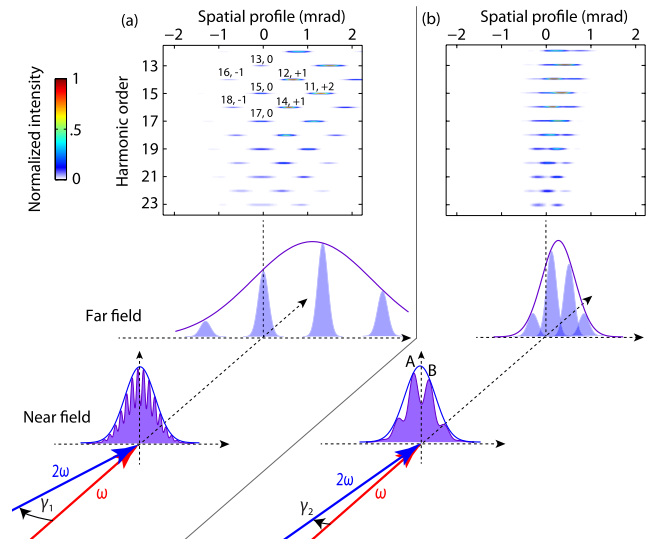 (a)
Spatial profile (mrad)
-2 -1 0 1 2
(b)
Spatial profile (mrad)
-2 -1 0 1 2
Normalized intensity
1
.5
0
Harmonic order
13
15
17
19
21
23
13, 0
16, -1
12, +1
15, 0
11, +2
18, -1
14, +1
17, 0
Far field
Near field
A
B
2ω
ω
γ1
2ω
ω
γ2